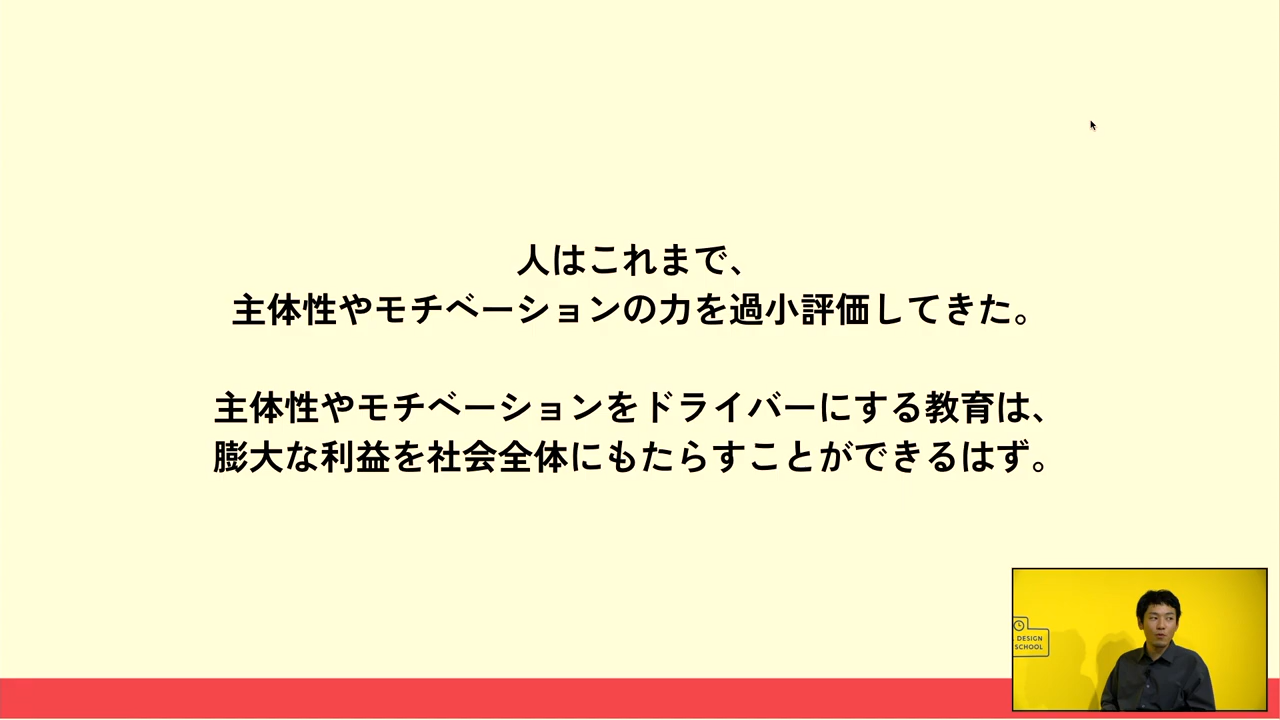 人はこれまで、
主体性やモチベーションの力を過小評価してきた。
主体性やモチベーションをドライバーにする教育は、
膨大な利益を社会全体にもたらすことができるはず。
DESIGN
SCHOOL